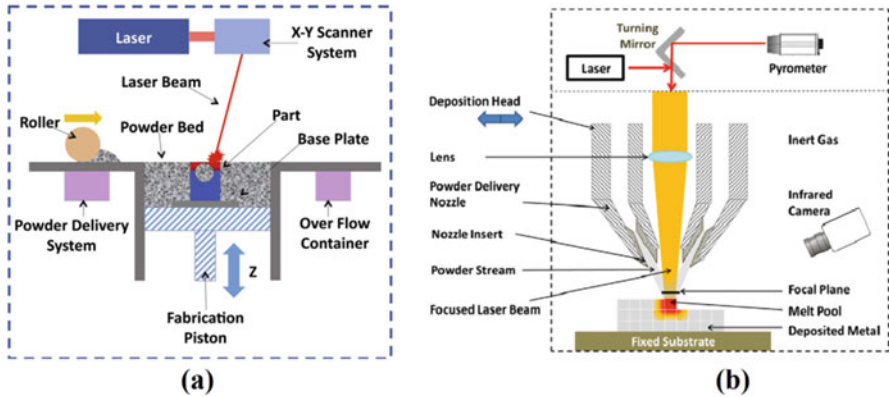 Laser
X-Y Scanner
System
Laser Beam
Roller
Powder Bed
Part
Base Plate
Powder Delivery
System
Over Flow
Container
Z
Fabrication
Piston
(a)
Turning
Mirror
Laser
Pyrometer
Deposition Head
Inert Gas
Lens
Powder Delivery
Nozzle
Infrared
Camera
Nozzle Insert
Powder Stream
Focal Plane
Focused Laser Beam
Melt Pool
Deposited Metal
Fixed Substrate
(b)